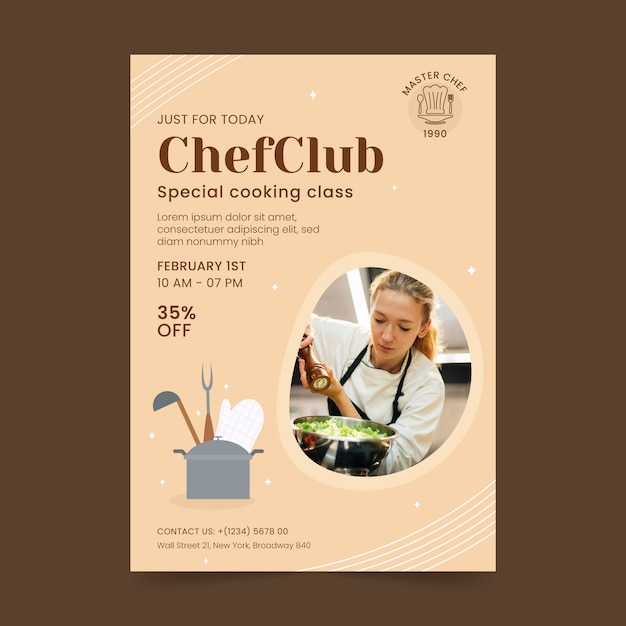 MASTER CHEF
1990
JUST FOR TODAY
ChefClub
Special cooking class
Lorem ipsum dolor sit amet,
consectetuer adipiscing elit, sed
diam nonummy nibh
FEBRUARY 1ST
10 AM - 07 PM
35%
OFF
CONTACT US: +(1234) 5678 00
Wall Street 21, New York, Broadway 840